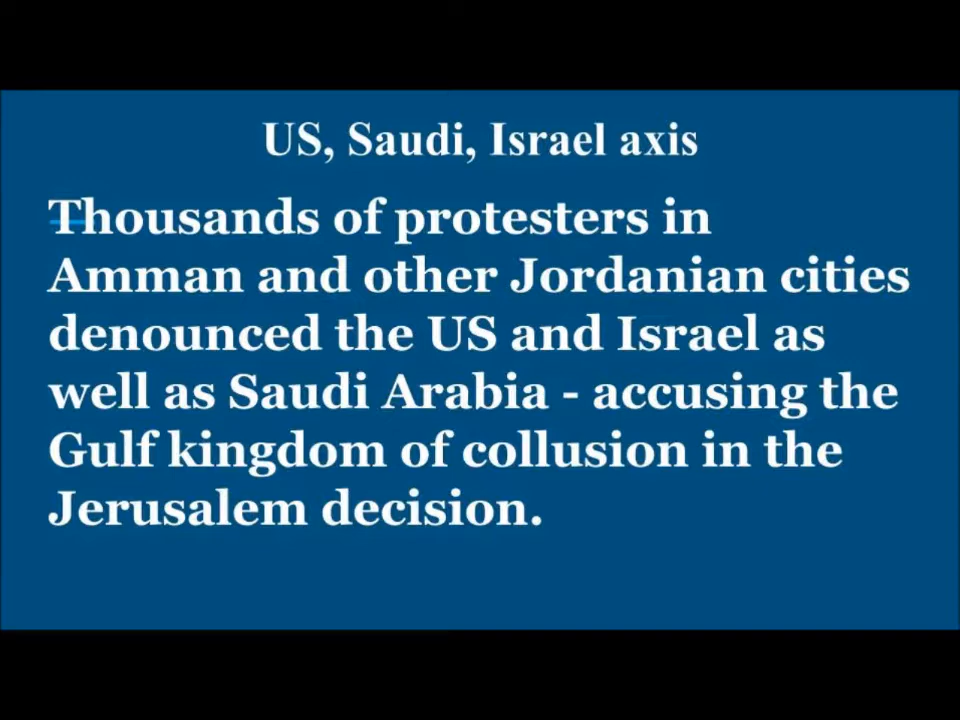 US, Saudi, Israel axis
Thousands of protesters in
Amman and other Jordanian cities
denounced the US and Israel as
well as Saudi Arabia - accusing the
Gulf kingdom of collusion in the
Jerusalem decision.